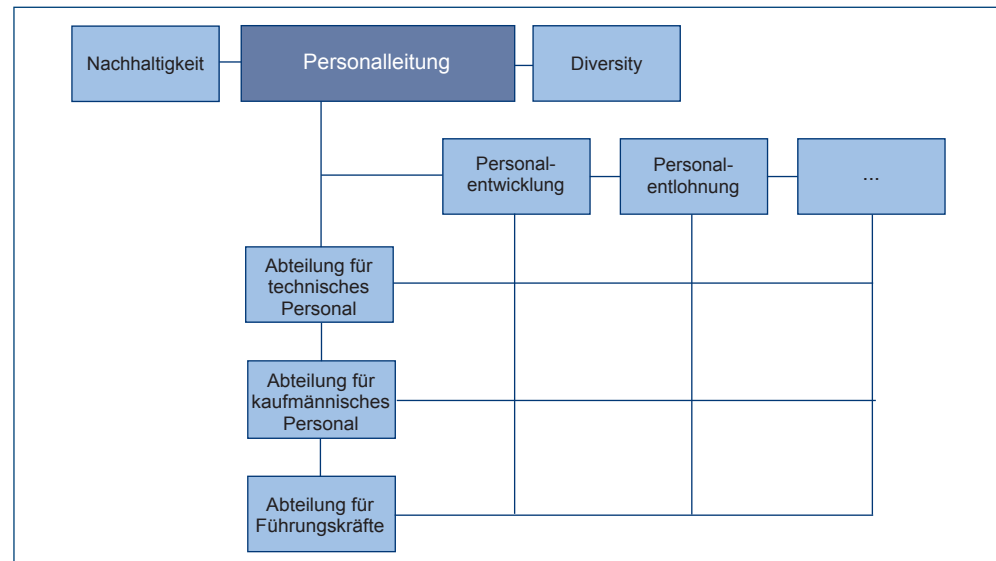 Nachhaltigkeit
Personalleitung
Diversity
Personal-
entwicklung
Personal-
entlohnung
...
Abteilung für
technisches
Personal
Abteilung für
kaufmännisches
Personal
Abteilung für
Führungskräfte